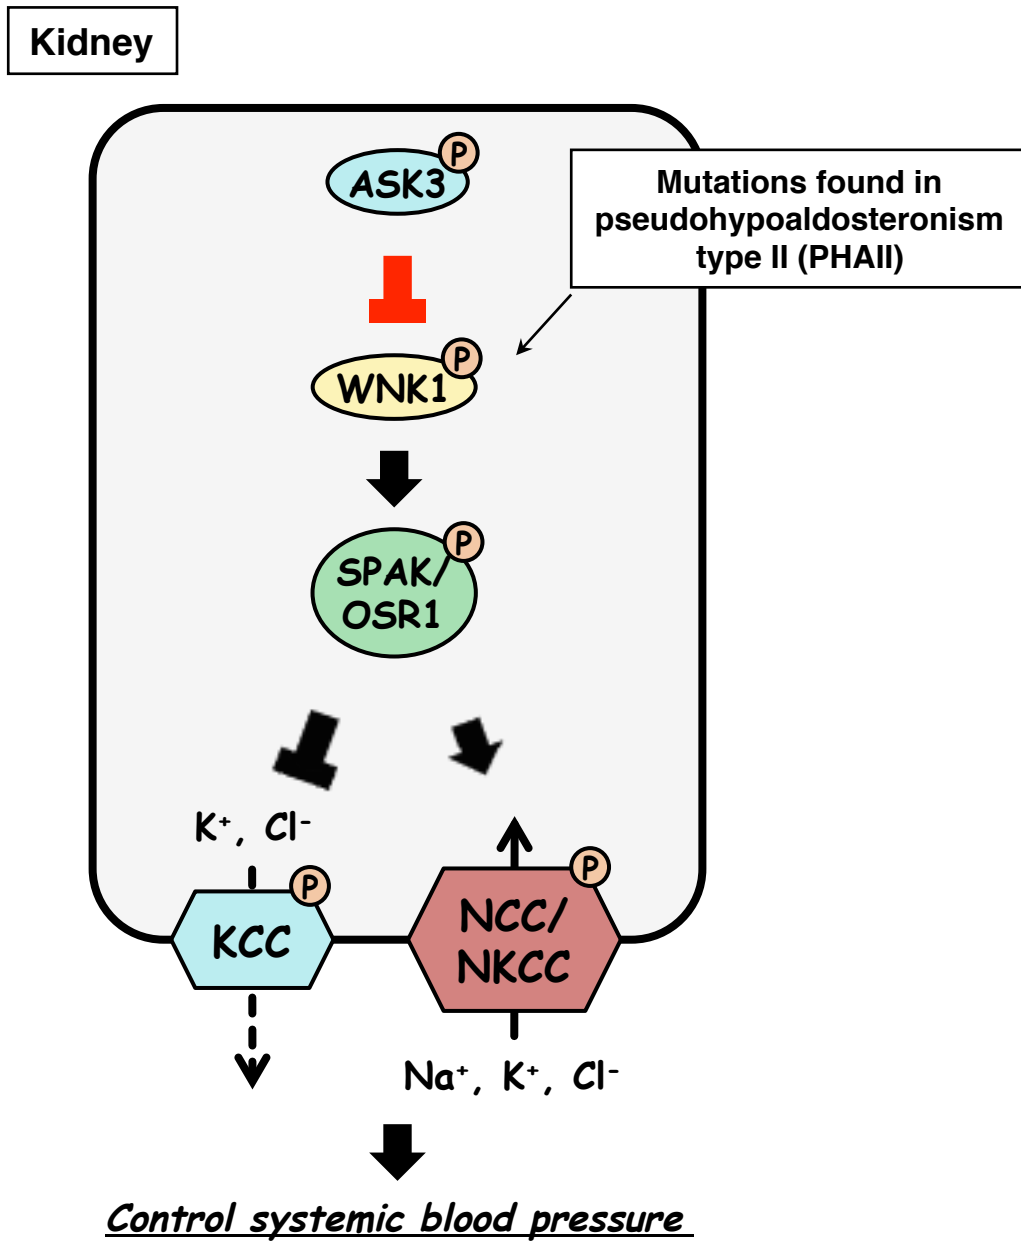 Kidney
P
ASK3
Mutations found in
pseudohypoaldosteronism
type II (PHAII)
P
WNK1
P
SPAK/
OSR1
K⁺, Cl⁻
P
KCC
P
NCC/
NKCC
Na⁺, K⁺, Cl⁻
Control systemic blood pressure